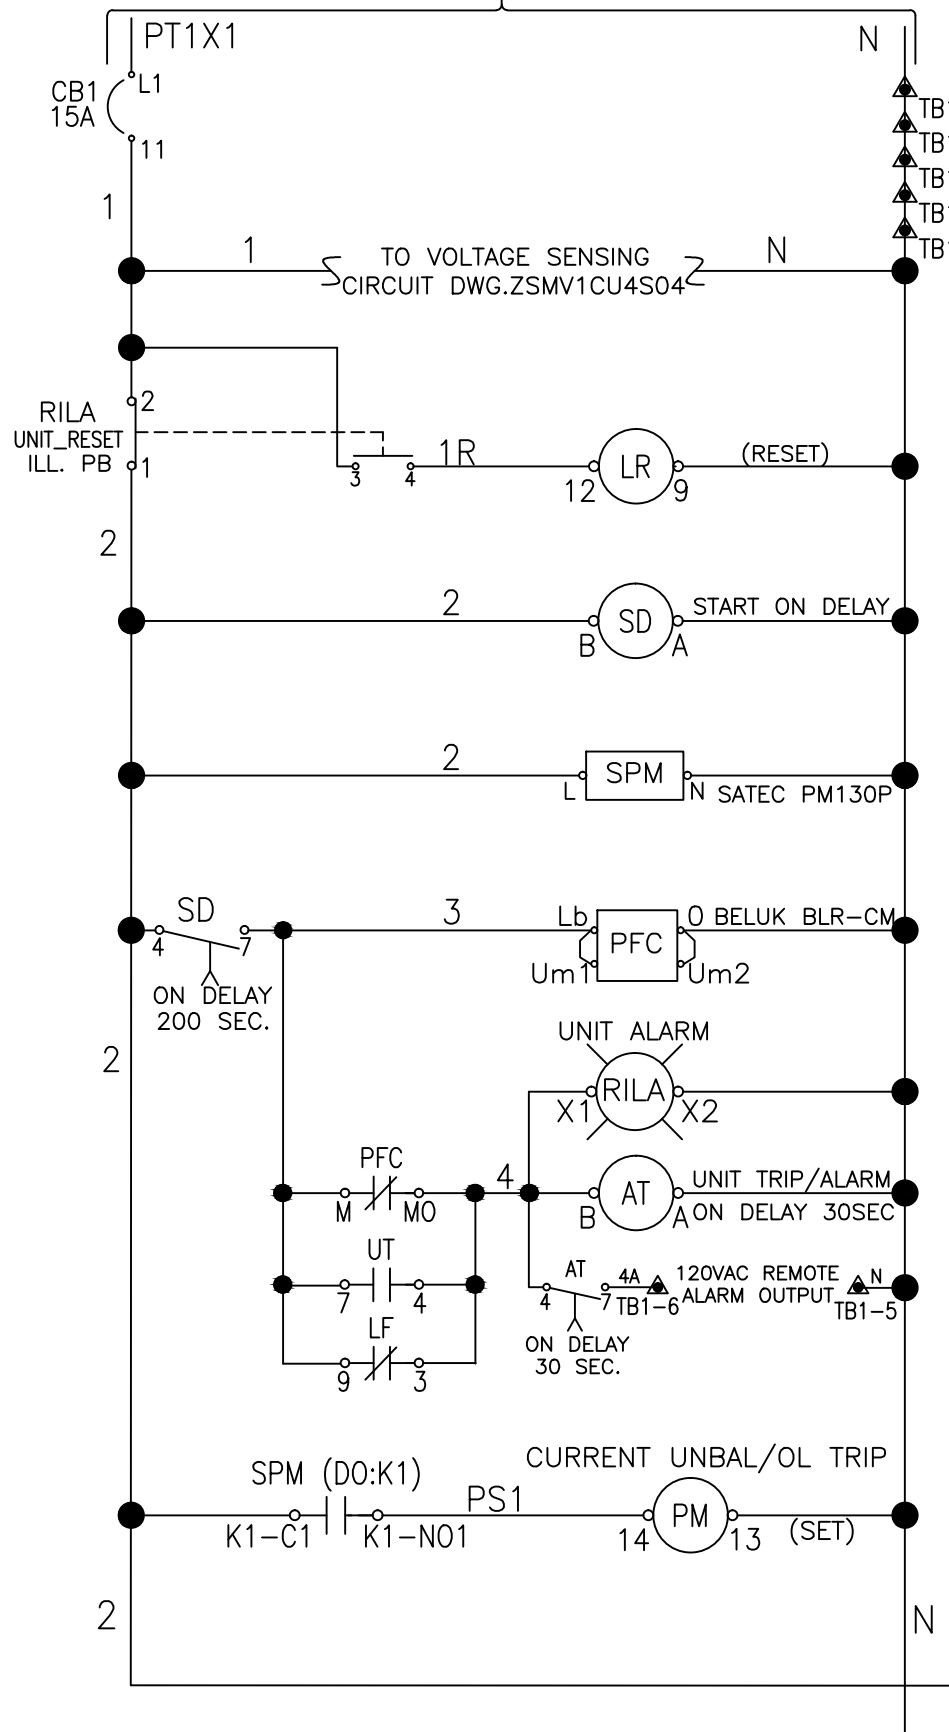 PT1X1
N
CB1
15A
L1
11
TB1
TB1
TB1
TB1
TB1
1
1
TO VOLTAGE SENSING
CIRCUIT DWG.ZSMV1CU4S04
N
RILA
UNIT_RESET
ILL. PB
2
1
3
4
1R
12
LR
9
(RESET)
2
2
B
SD
A
START ON DELAY
2
L
SPM
N
SATEC PM130P
SD
4
7
ON DELAY
200 SEC.
3
Lb
Um1
PFC
0
Um2
BELUK BLR-CM
2
UNIT ALARM
X1
RILA
X2
PFC
M
MO
4
B
AT
A
UNIT TRIP/ALARM
ON DELAY 30SEC
UT
7
4
AT
4
7
ON DELAY
30 SEC.
4A
TB1-6
120VAC REMOTE
ALARM OUTPUT
N
TB1-5
LF
9
3
SPM (DO:K1)
K1-C1
K1-NO1
PS1
CURRENT UNBAL/OL TRIP
14
PM
13
(SET)
2
N